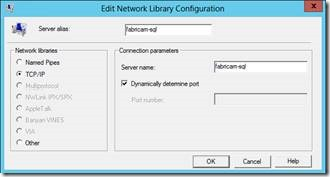 Edit Network Library Configuration
Server alias:
fabricam-sql
Network libraries
Named Pipes
TCP/IP
Multiprotocol
NWLink IPX/SPX
AppleTalk
Banyan VINES
VIA
Other
Connection parameters
Server name:
fabricam-sql
Dynamically determine port
Port number:
OK
Cancel
Help